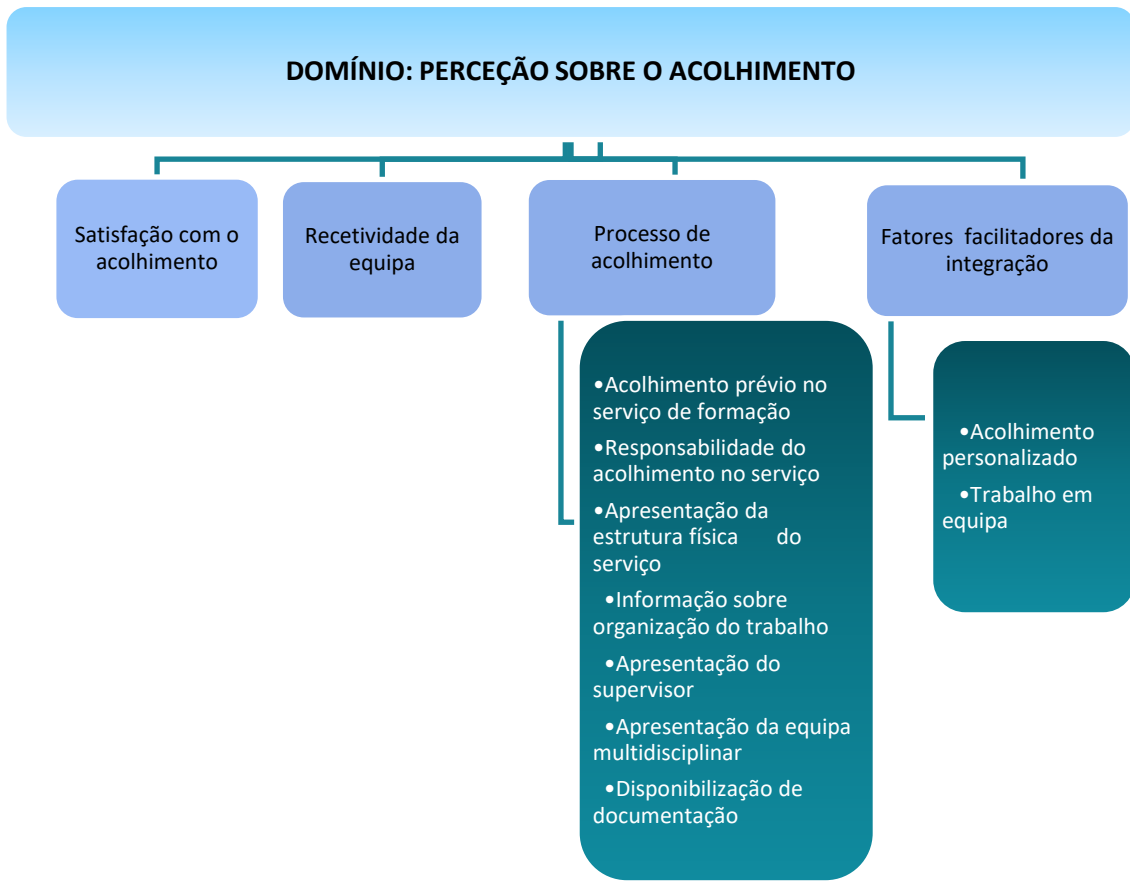 DOMÍNIO: PERCEÇÃO SOBRE O ACOLHIMENTO
Satisfação com o
acolhimento
Recetividade da
equipa
Processo de
acolhimento
Fatores facilitadores da
integração
•Acolhimento prévio no
serviço de formação
•Responsabilidade do
acolhimento no serviço
•Apresentação da
estrutura física do
serviço
•Informação sobre
organização do trabalho
•Apresentação do
supervisor
•Apresentação da equipa
multidisciplinar
•Disponibilização de
documentação
•Acolhimento
personalizado
•Trabalho em
equipa